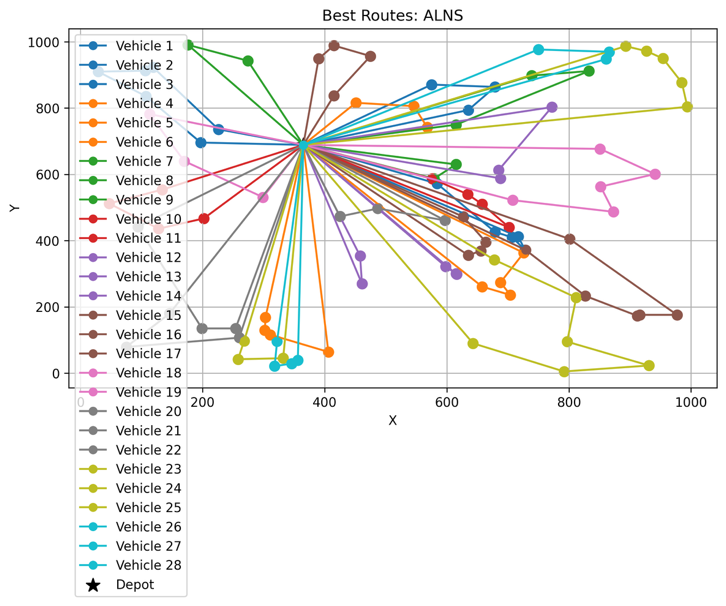 Best Routes: ALNS
Y
1000
800
600
400
200
0
0
200
400
600
800
1000
X
Vehicle 1
Vehicle 2
Vehicle 3
Vehicle 4
Vehicle 5
Vehicle 6
Vehicle 7
Vehicle 8
Vehicle 9
Vehicle 10
Vehicle 11
Vehicle 12
Vehicle 13
Vehicle 14
Vehicle 15
Vehicle 16
Vehicle 17
Vehicle 18
Vehicle 19
Vehicle 20
Vehicle 21
Vehicle 22
Vehicle 23
Vehicle 24
Vehicle 25
Vehicle 26
Vehicle 27
Vehicle 28
Depot